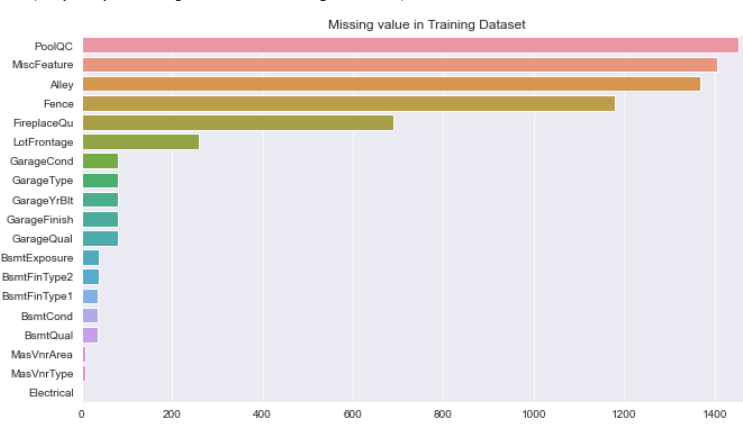 Missing value in Training Dataset
PoolQC
MiscFeature
Alley
Fence
FireplaceQu
LotFrontage
GarageCond
GarageType
GarageYrBlt
GarageFinish
GarageQual
BsmtExposure
BsmtFinType2
BsmtFinType1
BsmtCond
BsmtQual
MasVnrArea
MasVnrType
Electrical
0 200 400 600 800 1000 1200 1400